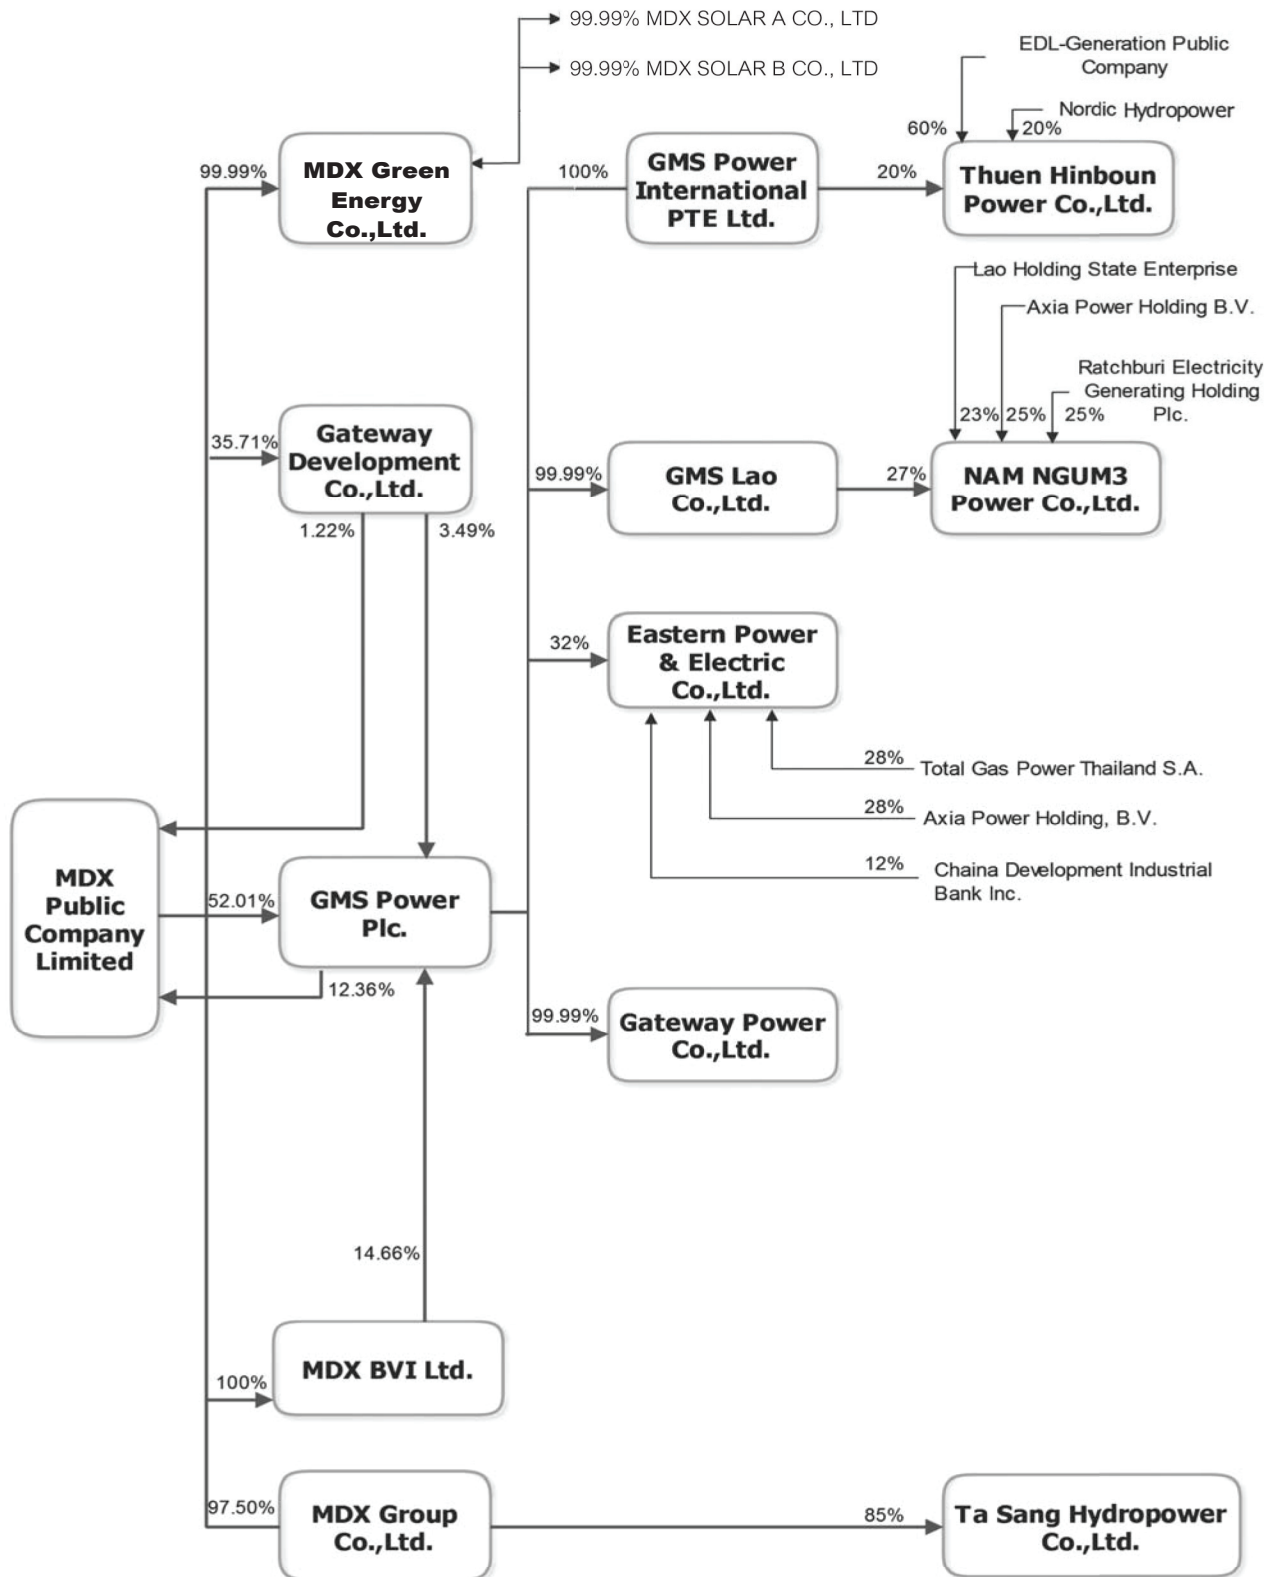 99.99% MDX SOLAR A CO., LTD
99.99% MDX SOLAR B CO., LTD
EDL-Generation Public
Company
Nordic Hydropower
60%
20%
99.99%
MDX Green
Energy
Co.,Ltd.
100%
GMS Power
International
PTE Ltd.
20%
Thuen Hinboun
Power Co.,Ltd.
Lao Holding State Enterprise
Axia Power Holding B.V.
Ratchburi Electricity
Generating Holding
Plc.
23%
25%
25%
35.71%
Gateway
Development
Co.,Ltd.
99.99%
GMS Lao
Co.,Ltd.
27%
NAM NGUM3
Power Co.,Ltd.
1.22%
3.49%
32%
Eastern Power
& Electric
Co.,Ltd.
28%
Total Gas Power Thailand S.A.
28%
Axia Power Holding, B.V.
12%
Chaina Development Industrial
Bank Inc.
MDX
Public
Company
Limited
52.01%
GMS Power
Plc.
12.36%
99.99%
Gateway Power
Co.,Ltd.
14.66%
100%
MDX BVI Ltd.
97.50%
MDX Group
Co.,Ltd.
85%
Ta Sang Hydropower
Co.,Ltd.